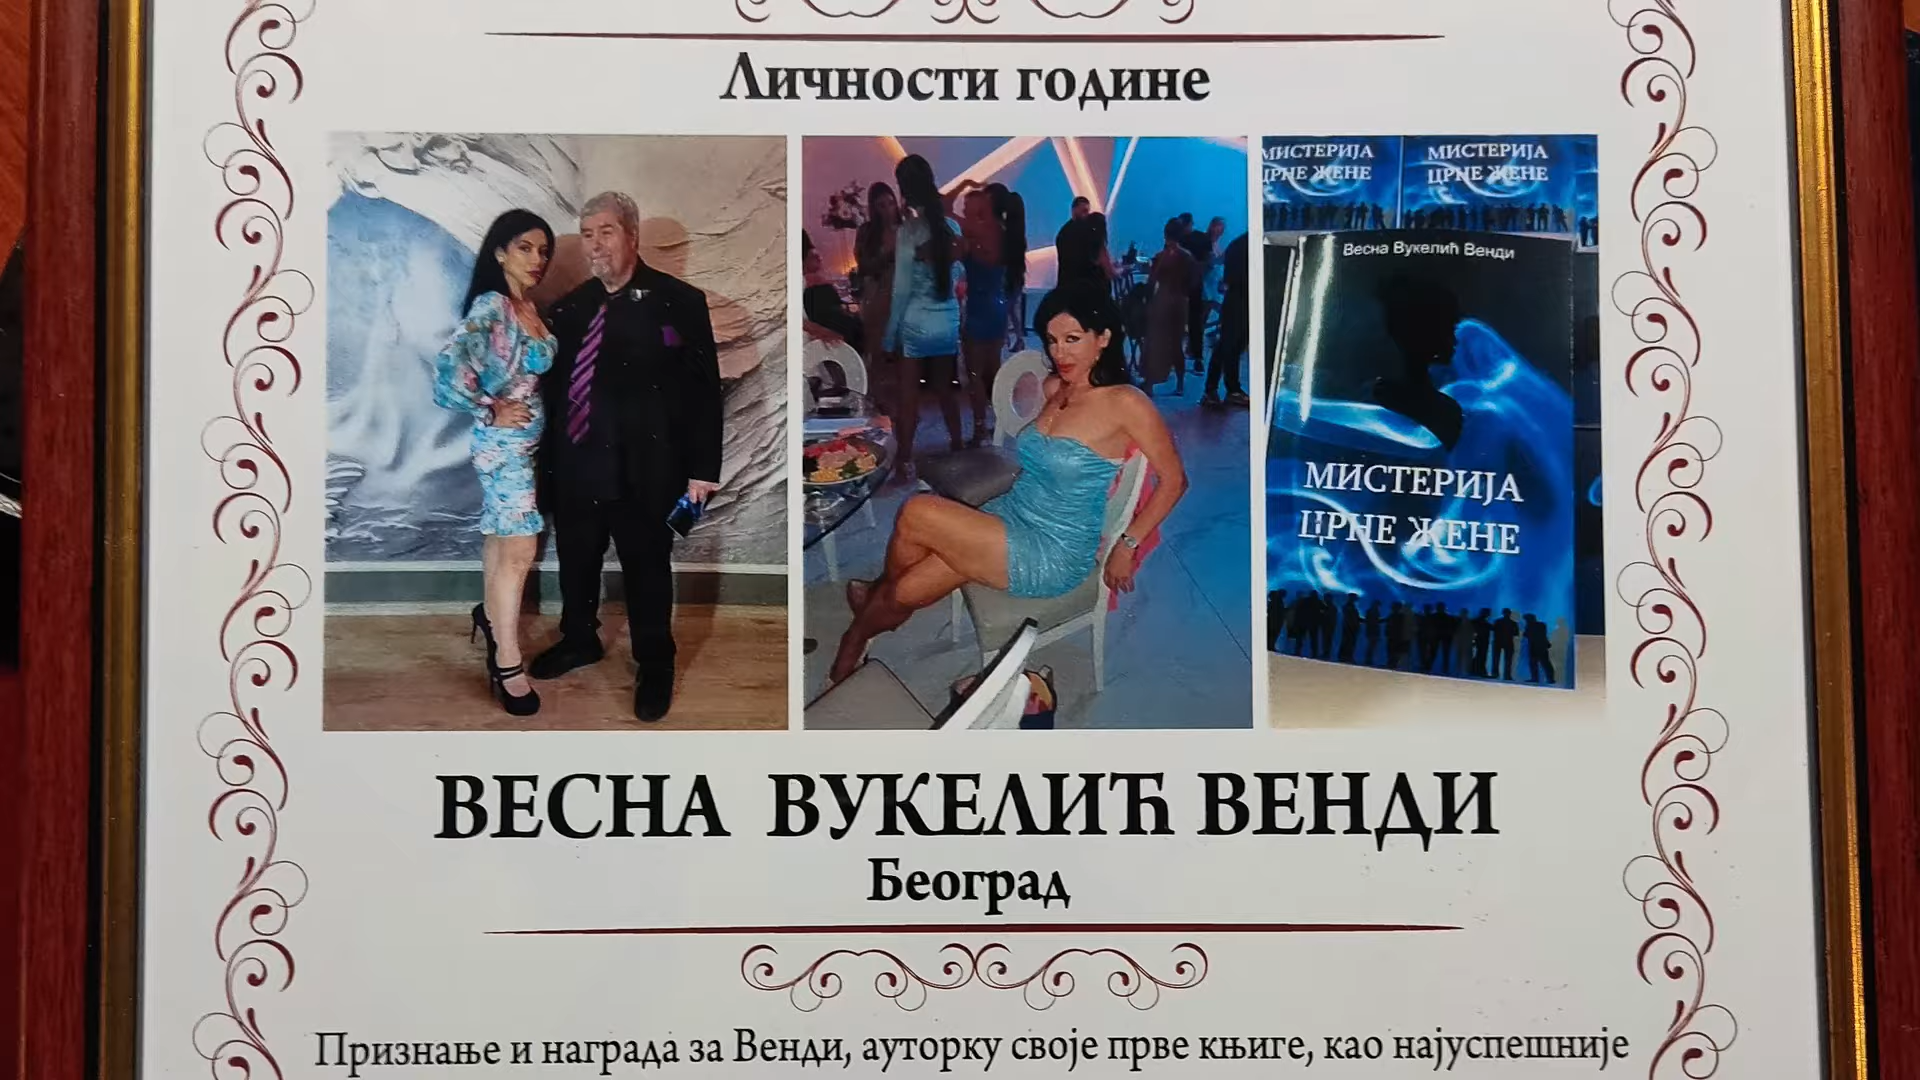 Личности године
МИСТЕРИЈА
ЦРНЕ ЖЕНЕ
МИСТЕРИЈА
ЦРНЕ ЖЕНЕ
Весна Вукелић Венди
МИСТЕРИЈА
ЦРНЕ ЖЕНЕ
ВЕСНА ВУКЕЛИЋ ВЕНДИ
Београд
Признање и награда за Венди, ауторку своје прве књиге, као најуспешније